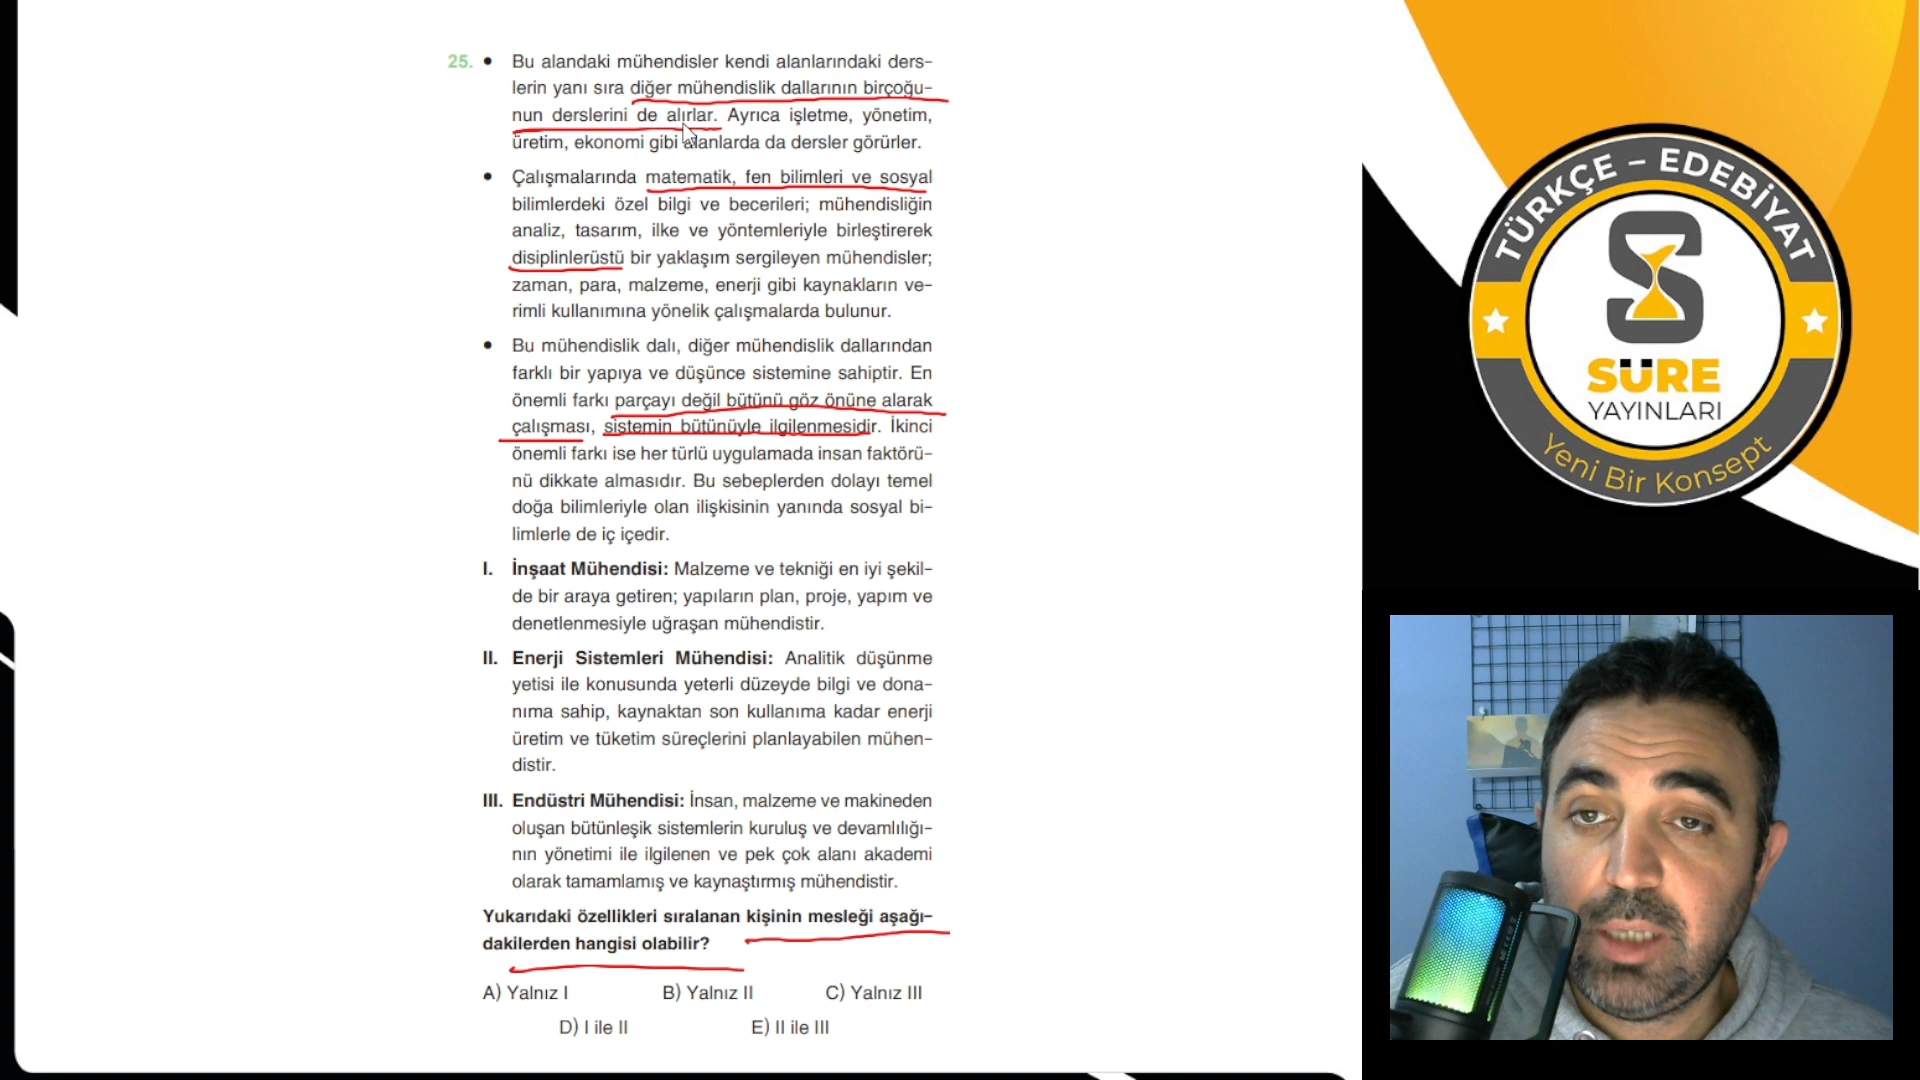 25. • Bu alandaki mühendisler kendi alanlarındaki ders-
lerin yanı sıra diğer mühendislik dallarının birçoğu-
nun derslerini de alırlar. Ayrıca işletme, yönetim,
üretim, ekonomi gibi alanlarda da dersler görürler.
• Çalışmalarında matematik, fen bilimleri ve sosyal
bilimlerdeki özel bilgi ve becerileri; mühendisliğin
analiz, tasarım, ilke ve yöntemleriyle birleştirerek
disiplinlerüstü bir yaklaşım sergileyen mühendisler;
zaman, para, malzeme, enerji gibi kaynakların ve-
rimli kullanımına yönelik çalışmalarda bulunur.
• Bu mühendislik dalı, diğer mühendislik dallarından
farklı bir yapıya ve düşünce sistemine sahiptir. En
önemli farkı parçayı değil bütünü göz önüne alarak
çalışması, sistemin bütünüyle ilgilenmesidir. İkinci
önemli farkı ise her türlü uygulamada insan faktörü-
nü dikkate almasıdır. Bu sebeplerden dolayı temel
doğa bilimleriyle olan ilişkisinin yanında sosyal bi-
limlerle de iç içedir.
I. İnşaat Mühendisi: Malzeme ve tekniği en iyi şekil-
de bir araya getiren; yapıların plan, proje, yapım ve
denetlenmesiyle uğraşan mühendistir.
II. Enerji Sistemleri Mühendisi: Analitik düşünme
yetisi ile konusunda yeterli düzeyde bilgi ve dona-
nıma sahip, kaynaktan son kullanıma kadar enerji
üretim ve tüketim süreçlerini planlayabilen mühen-
distir.
III. Endüstri Mühendisi: İnsan, malzeme ve makineden
oluşan bütünleşik sistemlerin kuruluş ve devamlılığı-
nın yönetimi ile ilgilenen ve pek çok alanı akademi
olarak tamamlamış ve kaynaştırmış mühendistir.
Yukarıdaki özellikleri sıralanan kişinin mesleği aşağı-
dakilerden hangisi olabilir?
A) Yalnız I B) Yalnız II C) Yalnız III
D) I ile II E) II ile III
TÜRKÇE – EDEBİYAT
SÜRE
YAYINLARI
Yeni Bir Konsept